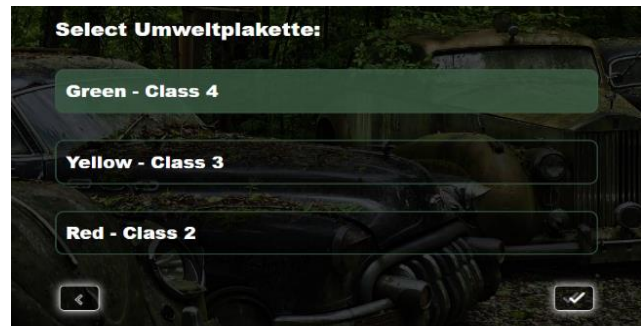 Select Umweltplakette:
Green - Class 4
Yellow - Class 3
Red - Class 2